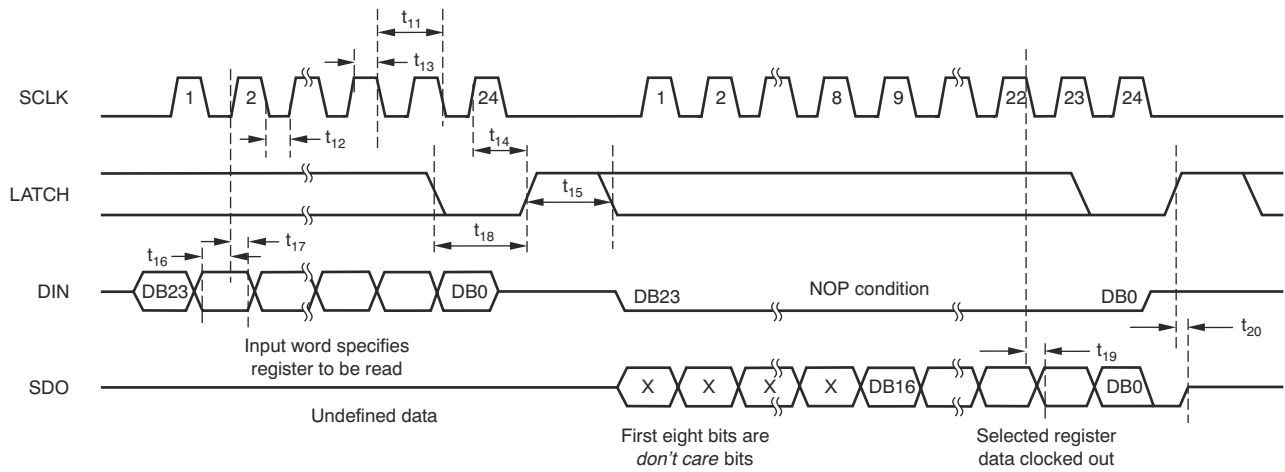 t11
t13
SCLK
1
2
24
1
2
8
9
22
23
24
t12
t14
LATCH
t15
t18
t16
t17
DIN
DB23
DB0
DB23
NOP condition
DB0
t20
Input word specifies
register to be read
t19
SDO
X
X
X
X
DB16
DB0
Undefined data
First eight bits are
don't care bits
Selected register
data clocked out